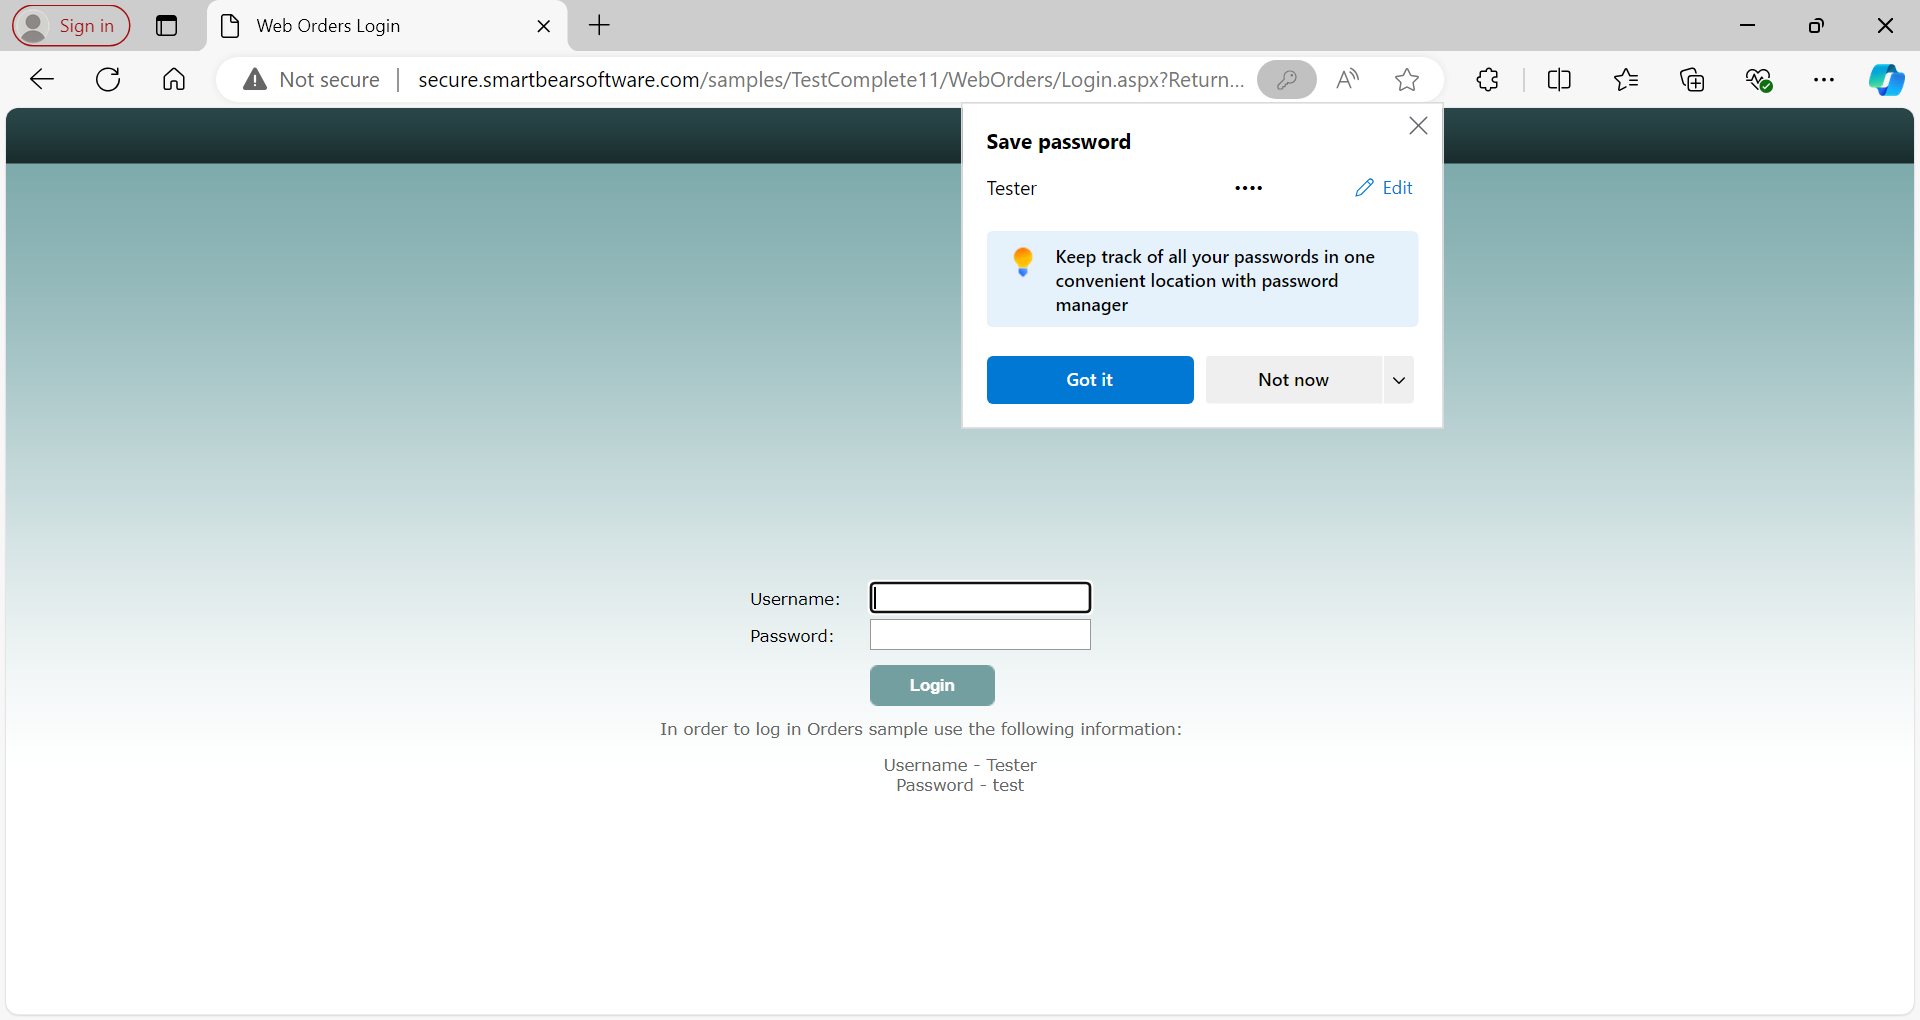 Sign in
Web Orders Login
Not secure
secure.smartbearsoftware.com/samples/TestComplete11/WebOrders/Login.aspx?Return...
Save password
Tester •••• Edit
Keep track of all your passwords in one
convenient location with password
manager
Got it
Not now
Username:
Password:
Login
In order to log in Orders sample use the following information:
Username - Tester
Password - test